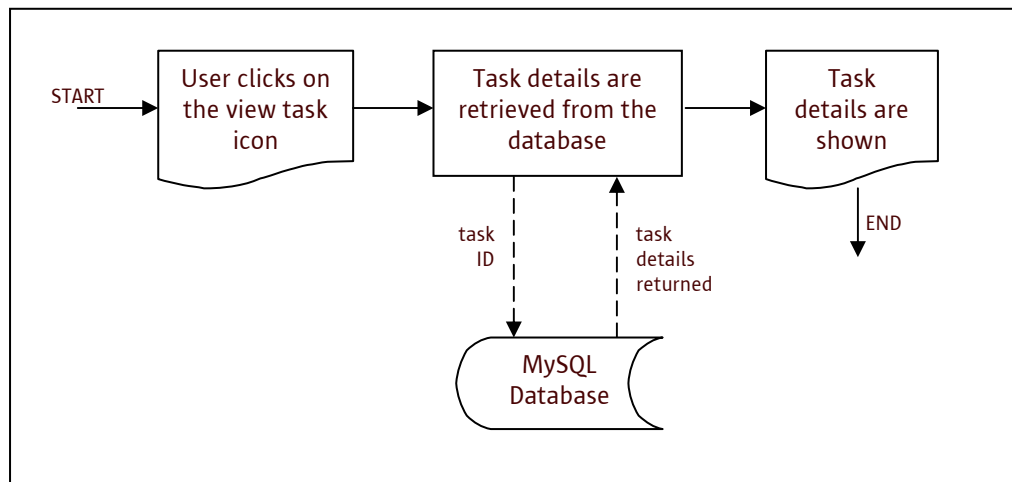 START
User clicks on
the view task
icon
Task details are
retrieved from the
database
Task
details are
shown
task
ID
task
details
returned
END
MySQL
Database